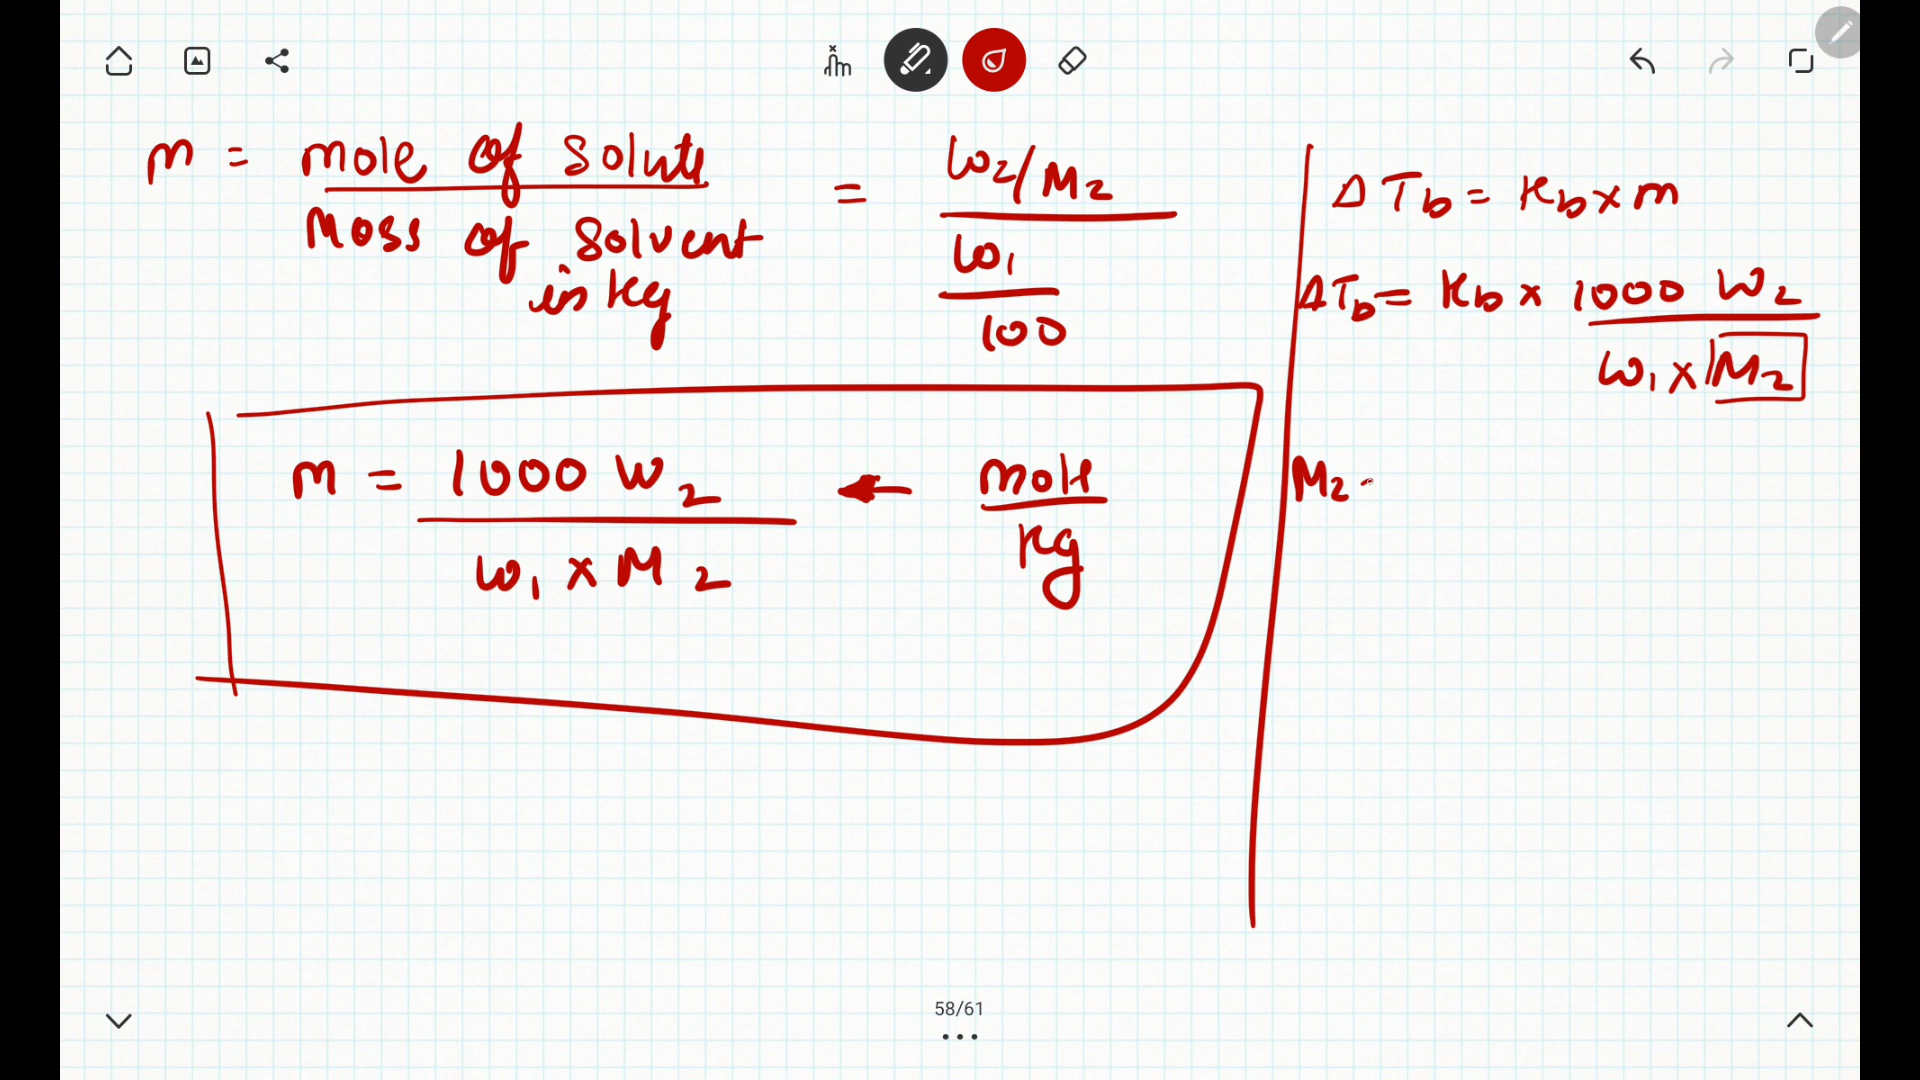 m = mole of solute / Mass of solvent in kg = w₂/M₂ / w₁ / 100
m = 1000 w₂ / w₁ × M₂ ← mole / kg
ΔTb = Kb × m
ΔTb = Kb × 1000 w₂ / w₁ × M₂
M₂ -
58/61